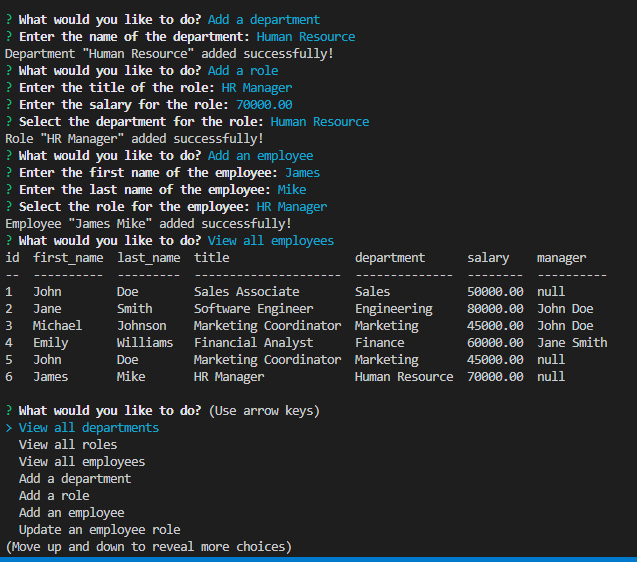 ? What would you like to do? Add a department
? Enter the name of the department: Human Resource
Department "Human Resource" added successfully!
? What would you like to do? Add a role
? Enter the title of the role: HR Manager
? Enter the salary for the role: 70000.00
? Select the department for the role: Human Resource
Role "HR Manager" added successfully!
? What would you like to do? Add an employee
? Enter the first name of the employee: James
? Enter the last name of the employee: Mike
? Select the role for the employee: HR Manager
Employee "James Mike" added successfully!
? What would you like to do? View all employees
id  first_name  last_name  title                  department      salary    manager
--  ----------  ---------  ---------------------  --------------  --------  ----------
1   John        Doe        Sales Associate        Sales           50000.00  null
2   Jane        Smith      Software Engineer      Engineering     80000.00  John Doe
3   Michael     Johnson    Marketing Coordinator  Marketing       45000.00  John Doe
4   Emily       Williams   Financial Analyst      Finance         60000.00  Jane Smith
5   John        Doe        Marketing Coordinator  Marketing       45000.00  null
6   James       Mike       HR Manager             Human Resource  70000.00  null
? What would you like to do? (Use arrow keys)
> View all departments
  View all roles
  View all employees
  Add a department
  Add a role
  Add an employee
  Update an employee role
(Move up and down to reveal more choices)